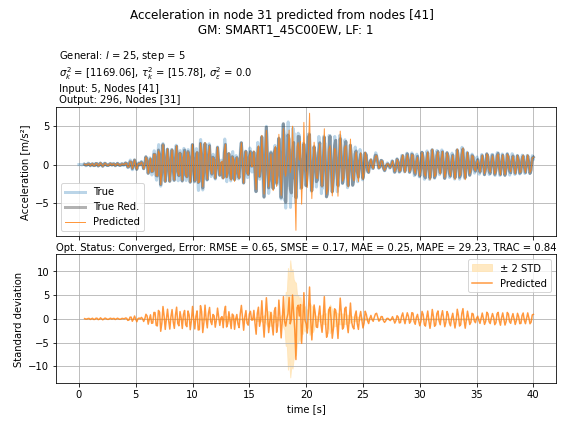 Acceleration in node 31 predicted from nodes [41]
GM: SMART1_45C00EW, LF: 1
General: l = 25, step = 5
σ²_k = [1169.06], τ²_k = [15.78], σ²_ε = 0.0
Input: 5, Nodes [41]
Output: 296, Nodes [31]
Acceleration [m/s²]
5
0
−5
True
True Red.
Predicted
Opt. Status: Converged, Error: RMSE = 0.65, SMSE = 0.17, MAE = 0.25, MAPE = 29.23, TRAC = 0.84
Standard deviation
10
5
0
−5
−10
± 2 STD
Predicted
0 5 10 15 20 25 30 35 40
time [s]